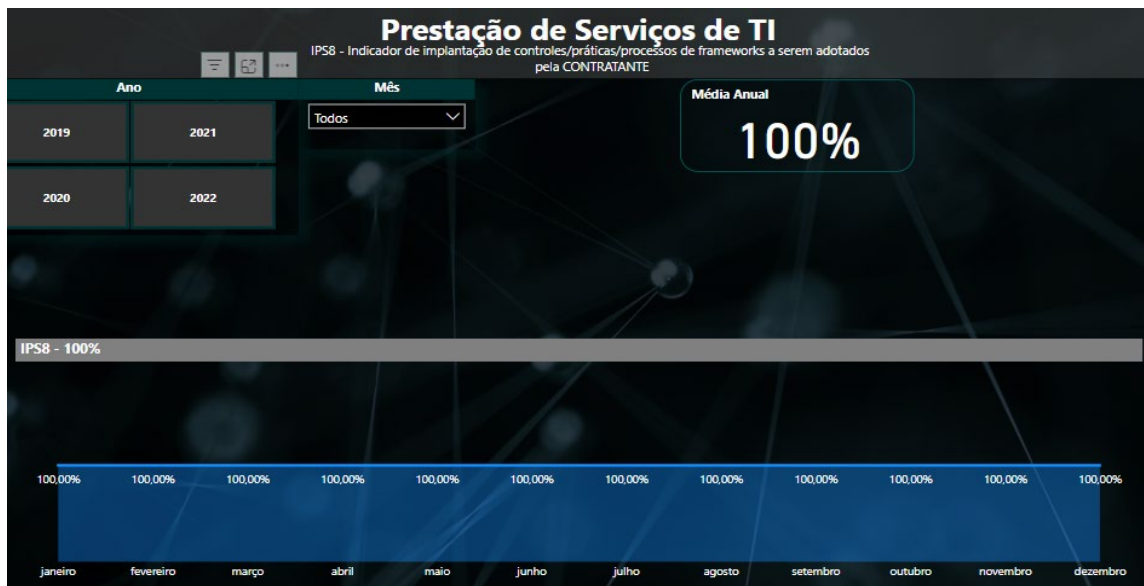 Prestação de Serviços de TI
IPS8 - Indicador de implantação de controles/práticas/processos de frameworks a serem adotados
pela CONTRATANTE
Ano
Mês
Média Anual
Todos
100%
2019
2021
2020
2022
IPS8 - 100%
100,00% 100,00% 100,00% 100,00% 100,00% 100,00% 100,00% 100,00% 100,00% 100,00% 100,00% 100,00%
janeiro fevereiro março abril maio junho julho agosto setembro outubro novembro dezembro